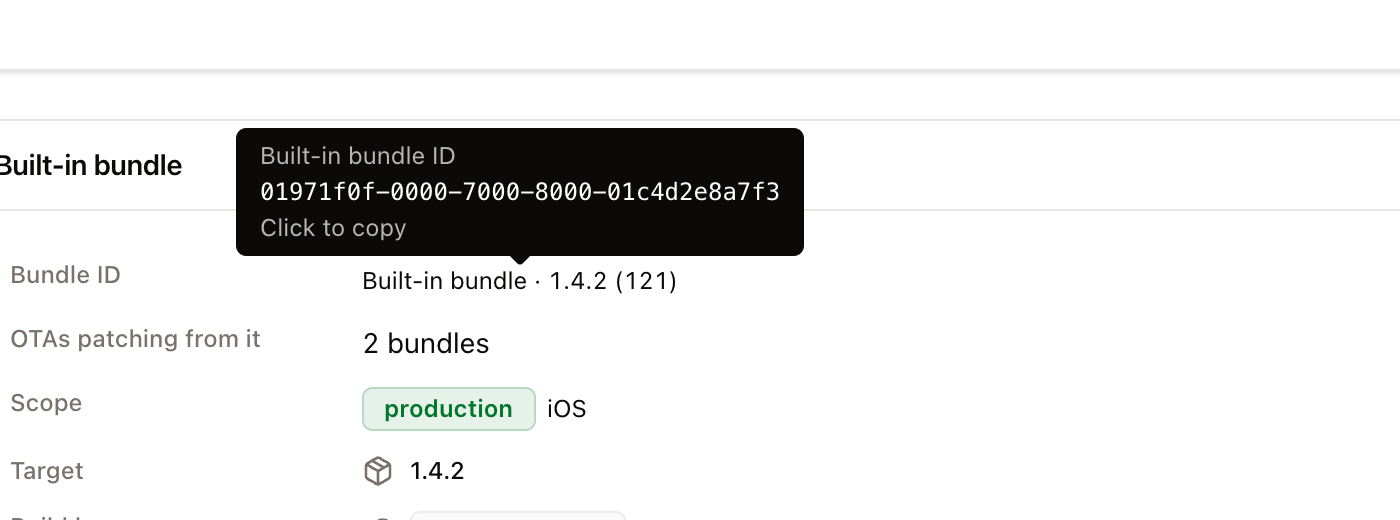 Built-in bundle
Built-in bundle ID
01971f0f-0000-7000-8000-01c4d2e8a7f3
Click to copy
Bundle ID
Built-in bundle · 1.4.2 (121)
OTAs patching from it
2 bundles
Scope
production iOS
Target
1.4.2